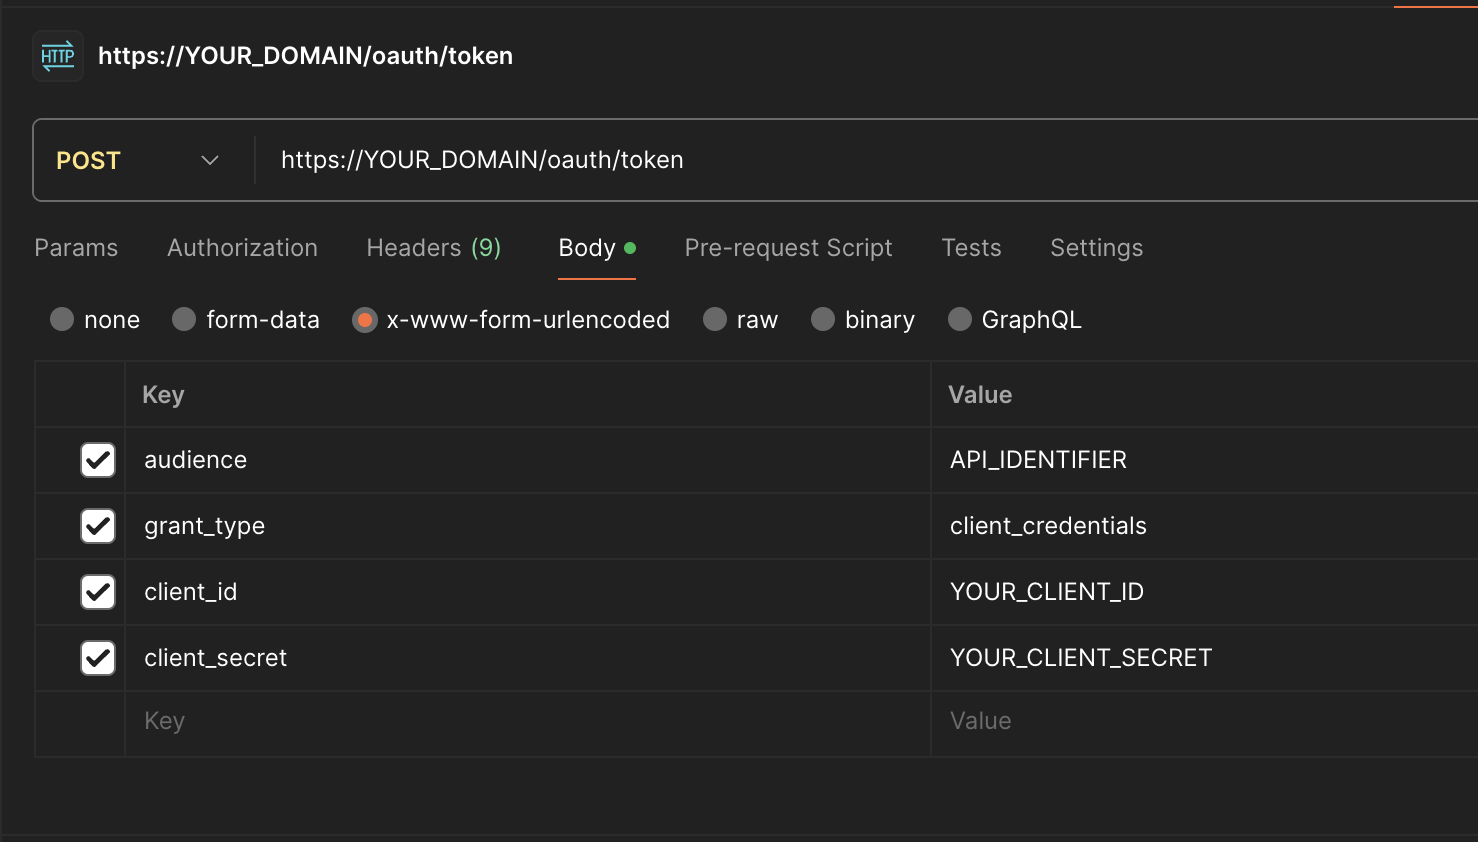 HTTP https://YOUR_DOMAIN/oauth/token
POST https://YOUR_DOMAIN/oauth/token
Params Authorization Headers (9) Body Pre-request Script Tests Settings
none form-data x-www-form-urlencoded raw binary GraphQL
Key Value
audience API_IDENTIFIER
grant_type client_credentials
client_id YOUR_CLIENT_ID
client_secret YOUR_CLIENT_SECRET
Key Value